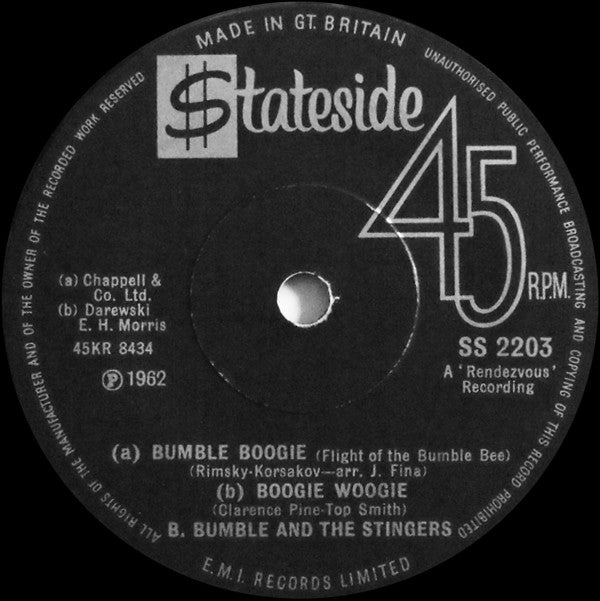 MADE IN GT. BRITAIN
UNAUTHORISED PUBLIC PERFORMANCE BROADCASTING AND COPYING OF THIS RECORD PROHIBITED
ALL RIGHTS OF THE MANUFACTURER AND OF THE OWNER OF THE RECORDED WORK RESERVED
$tateside
45
R.P.M.
(a) Chappell &
Co. Ltd.
(b) Darewski
E. H. Morris
45KR 8434
Ⓟ 1962
SS 2203
A 'Rendezvous'
Recording
(a) BUMBLE BOOGIE (Flight of the Bumble Bee)
(Rimsky-Korsakov—arr. J. Fina)
(b) BOOGIE WOOGIE
(Clarence Pine-Top Smith)
B. BUMBLE AND THE STINGERS
E.M.I. RECORDS LIMITED